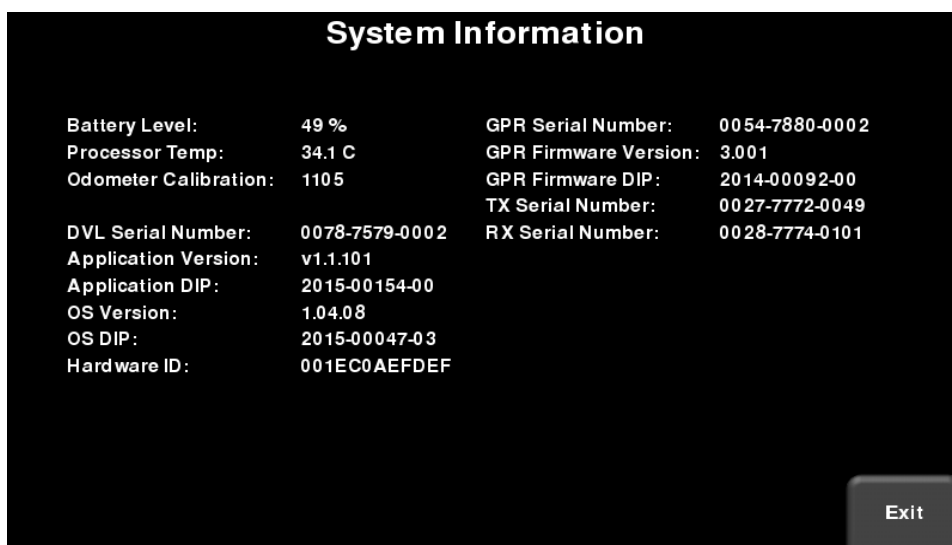 System Information
Battery Level: 49 %
Processor Temp: 34.1 C
Odometer Calibration: 1105
DVL Serial Number: 0078-7579-0002
Application Version: v1.1.101
Application DIP: 2015-00154-00
OS Version: 1.04.08
OS DIP: 2015-00047-03
Hardware ID: 001EC0AEFDEF
GPR Serial Number: 0054-7880-0002
GPR Firmware Version: 3.001
GPR Firmware DIP: 2014-00092-00
TX Serial Number: 0027-7772-0049
RX Serial Number: 0028-7774-0101
Exit